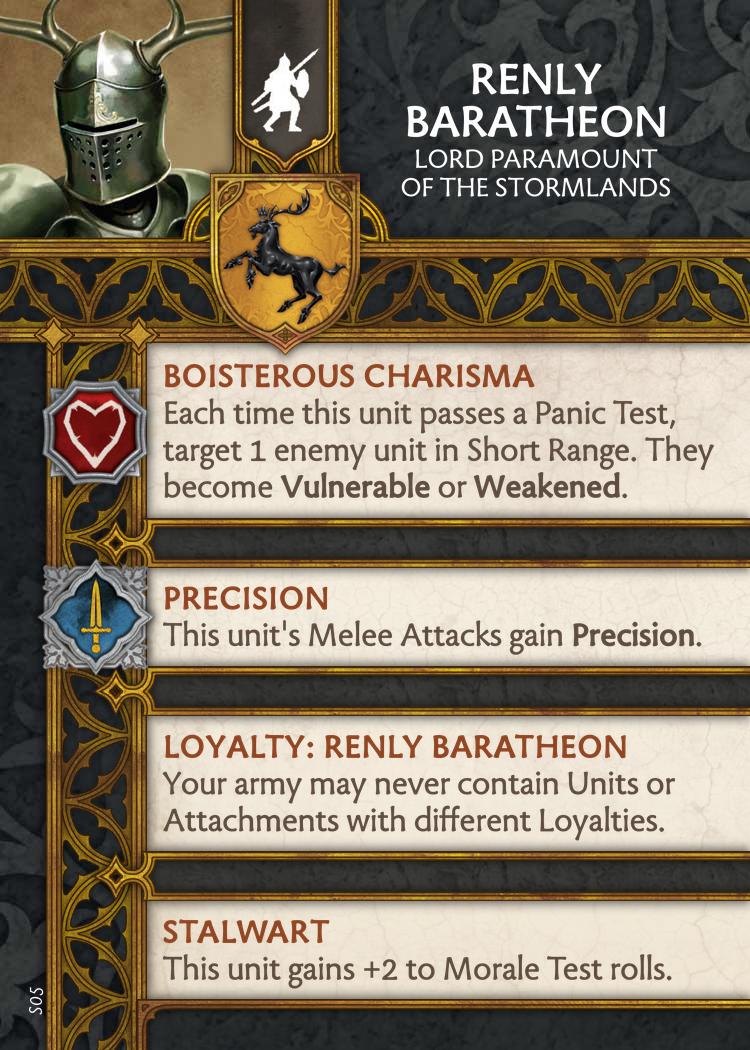 RENLY
BARATHEON
LORD PARAMOUNT
OF THE STORMLANDS
BOISTEROUS CHARISMA
Each time this unit passes a Panic Test,
target 1 enemy unit in Short Range. They
become Vulnerable or Weakened.
PRECISION
This unit's Melee Attacks gain Precision.
LOYALTY: RENLY BARATHEON
Your army may never contain Units or
Attachments with different Loyalties.
STALWART
This unit gains +2 to Morale Test rolls.
S05